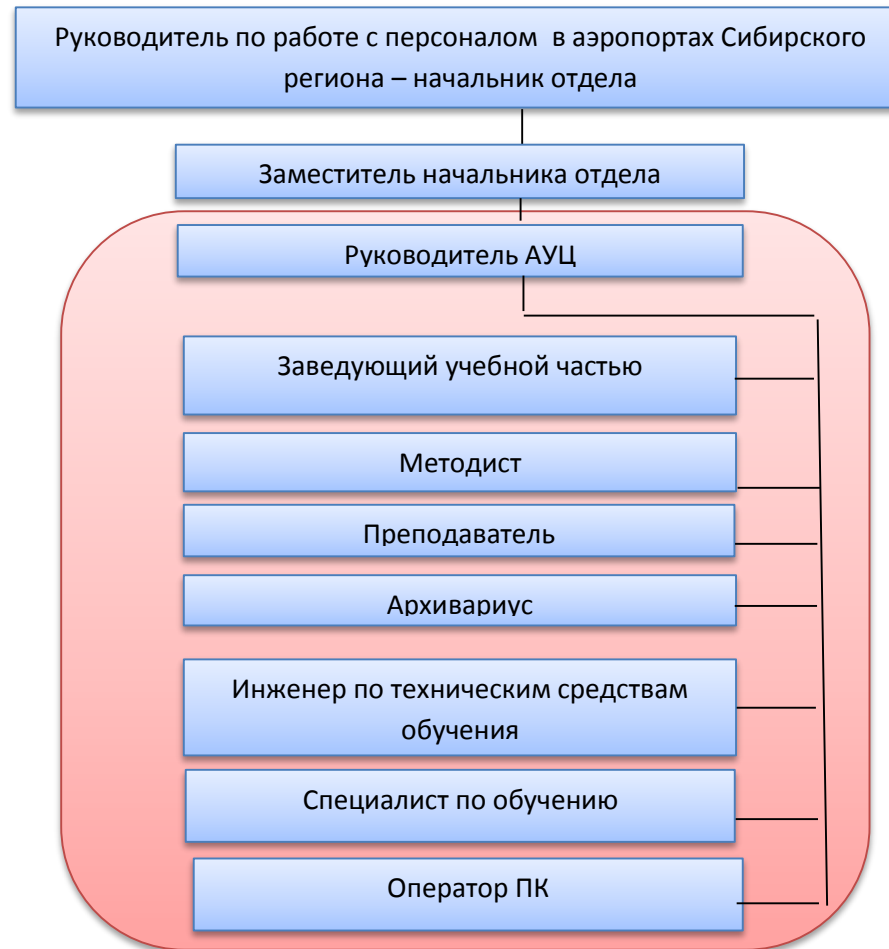 Руководитель по работе с персоналом в аэропортах Сибирского
региона – начальник отдела
Заместитель начальника отдела
Руководитель АУЦ
Заведующий учебной частью
Методист
Преподаватель
Архивариус
Инженер по техническим средствам
обучения
Специалист по обучению
Оператор ПК